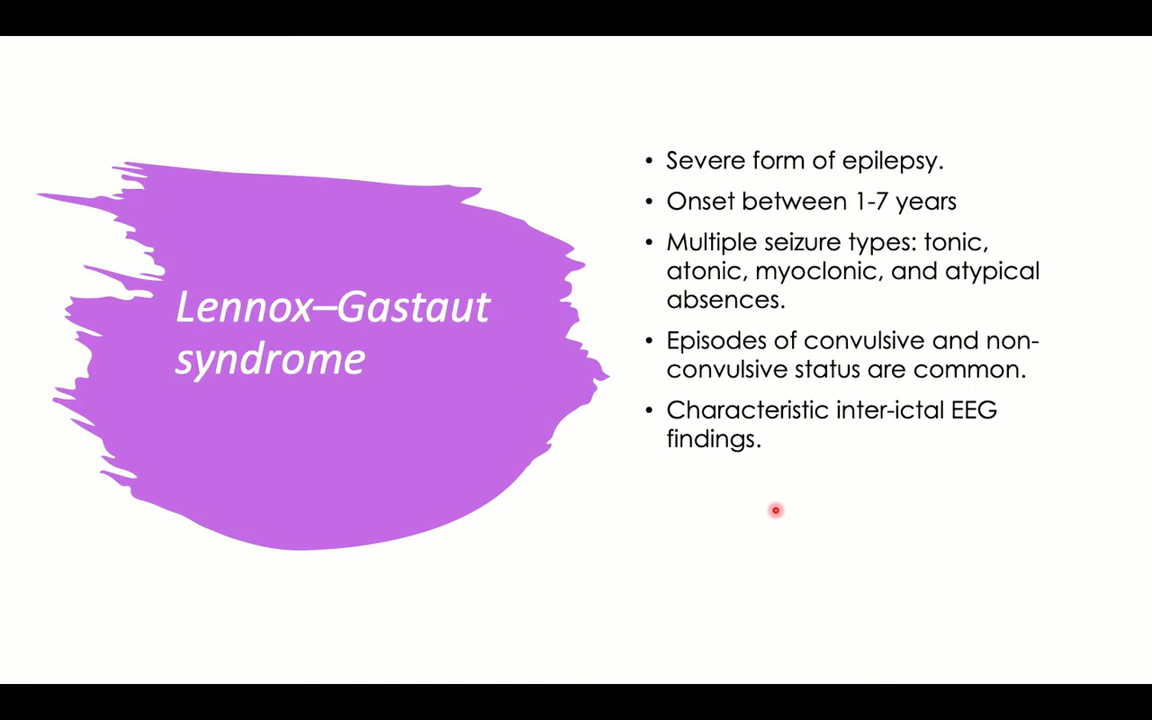 Lennox–Gastaut
syndrome
• Severe form of epilepsy.
• Onset between 1-7 years
• Multiple seizure types: tonic,
atonic, myoclonic, and atypical
absences.
• Episodes of convulsive and non-
convulsive status are common.
• Characteristic inter-ictal EEG
findings.